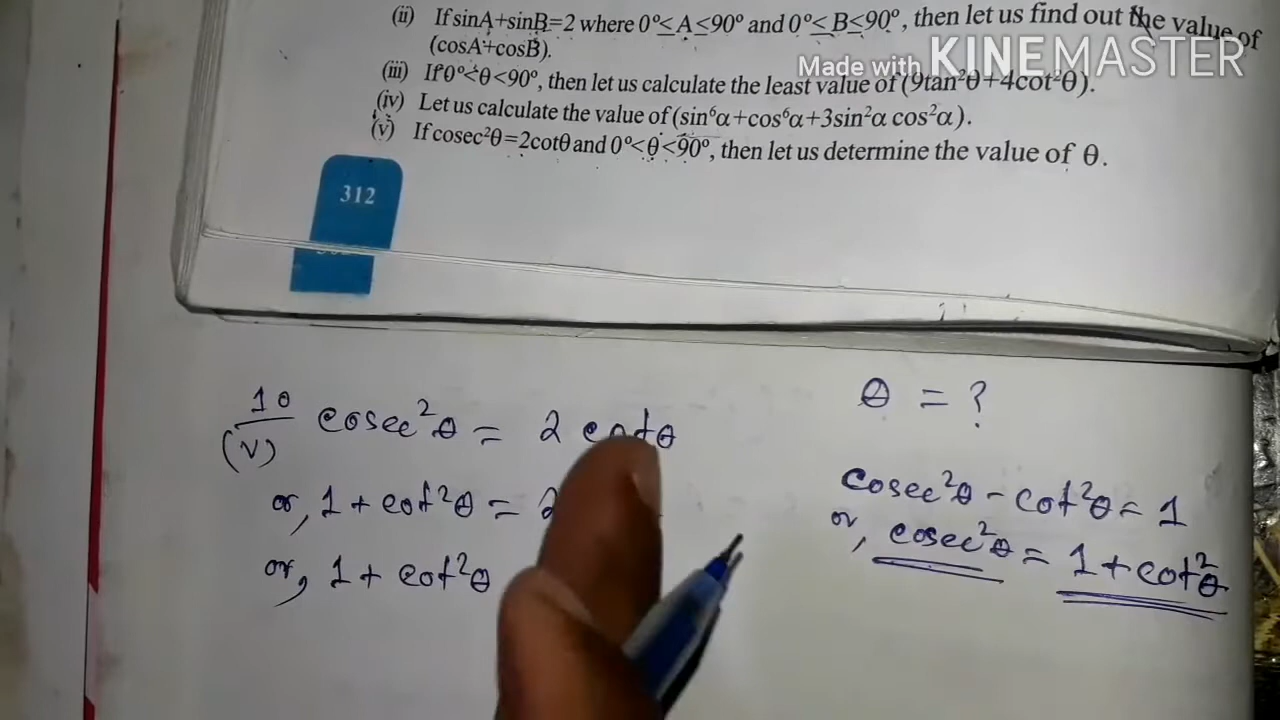 (ii) If sinA+sinB=2 where 0°≤A≤90° and 0°≤B≤90°, then let us find out the value of
(cosA+cosB).
Made with KINEMASTER
(iii) If 0°<θ<90°, then let us calculate the least value of (9tan²θ+4cot²θ).
(iv) Let us calculate the value of (sin⁶α+cos⁶α+3sin²α cos²α).
(v) If cosec²θ=2cotθ and 0°<θ<90°, then let us determine the value of θ.
312
10
(V)
cosec²θ = 2 cotθ
θ = ?
or, 1 + cot²θ = 2
cosec²θ - cot²θ = 1
or, cosec²θ = 1 + cot²θ
or, 1 + cot²θ